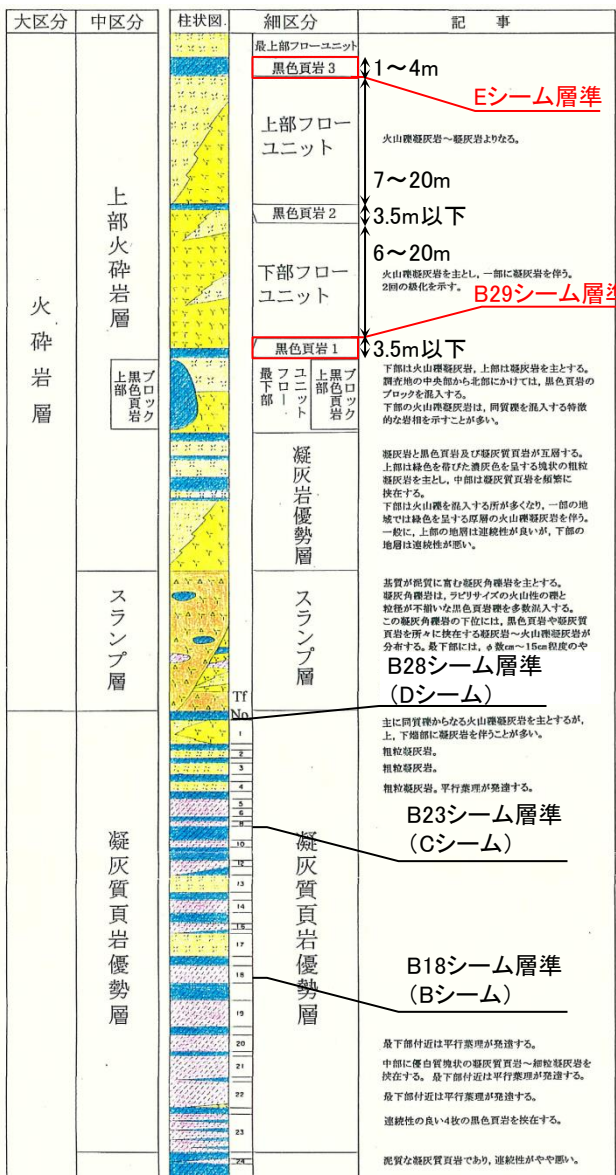 大区分 中区分 柱状図 細区分 記 事
最上部フローユニット
黒色頁岩3
1～4m
Eシーム層準
上部フロー
ユニット
火山礫凝灰岩～凝灰岩よりなる。
7～20m
黒色頁岩2
3.5m以下
6～20m
下部フロー
ユニット
火山礫凝灰岩を主とし，一部に凝灰岩を伴う。
2回の級化を示す。
B29シーム層準
黒色頁岩1
3.5m以下
火砕岩層
上部火砕岩層
上部
黒色頁岩
ブロック
最下部
フロー
ユニット
上部
黒色頁岩
ブロック
下部は火山礫凝灰岩，上部は凝灰岩を主とする。
調査地の中央部から北部にかけては，黒色頁岩の
ブロックを混入する。
下部の火山礫凝灰岩は，同質礫を混入する特徴
的な岩相を示すことが多い。
凝灰岩優勢層
凝灰岩と黒色頁岩及び凝灰質頁岩が互層する。
上部は緑色を帯びた濃灰色を呈する塊状の粗粒
凝灰岩を主とし，中部は凝灰質頁岩を頻繁に
挟在する。
下部は火山礫を混入する所が多くなり，一部の地
域では緑色を呈する厚層の火山礫凝灰岩を伴う。
一般に，上部の地層は連続性が良いが，下部の
地層は連続性が悪い。
スランプ層
スランプ層
基質が泥質に富む凝灰角礫岩を主とする。
凝灰角礫岩は，ラピリサイズの火山性の礫と
粒径が不揃いな黒色頁岩礫を多数混入する。
この凝灰角礫岩の下位には，黒色頁岩や凝灰質
頁岩を所々に挟在する凝灰岩～火山礫凝灰岩が
分布する。最下部には，φ数cm～15cm程度のや
B28シーム層準
（Dシーム）
Tf
No.
凝灰質頁岩優勢層
凝灰質頁岩優勢層
主に同質礫からなる火山礫凝灰岩を主とするが，
上，下端部に凝灰岩を伴うことが多い。
1
2
粗粒凝灰岩。
3
粗粒凝灰岩。
4
粗粒凝灰岩。平行葉理が発達する。
5
6
8
B23シーム層準
（Cシーム）
10
12
13
14
16
17
18
B18シーム層準
（Bシーム）
19
20
最下部付近は平行葉理が発達する。
21
中部に優白質塊状の凝灰質頁岩～細粒凝灰岩を
挟在する。最下部付近は平行葉理が発達する。
22
最下部付近は平行葉理が発達する。
23
連続性の良い4枚の黒色頁岩を挟在する。
24
泥質な凝灰質頁岩であり，連続性がやや悪い。